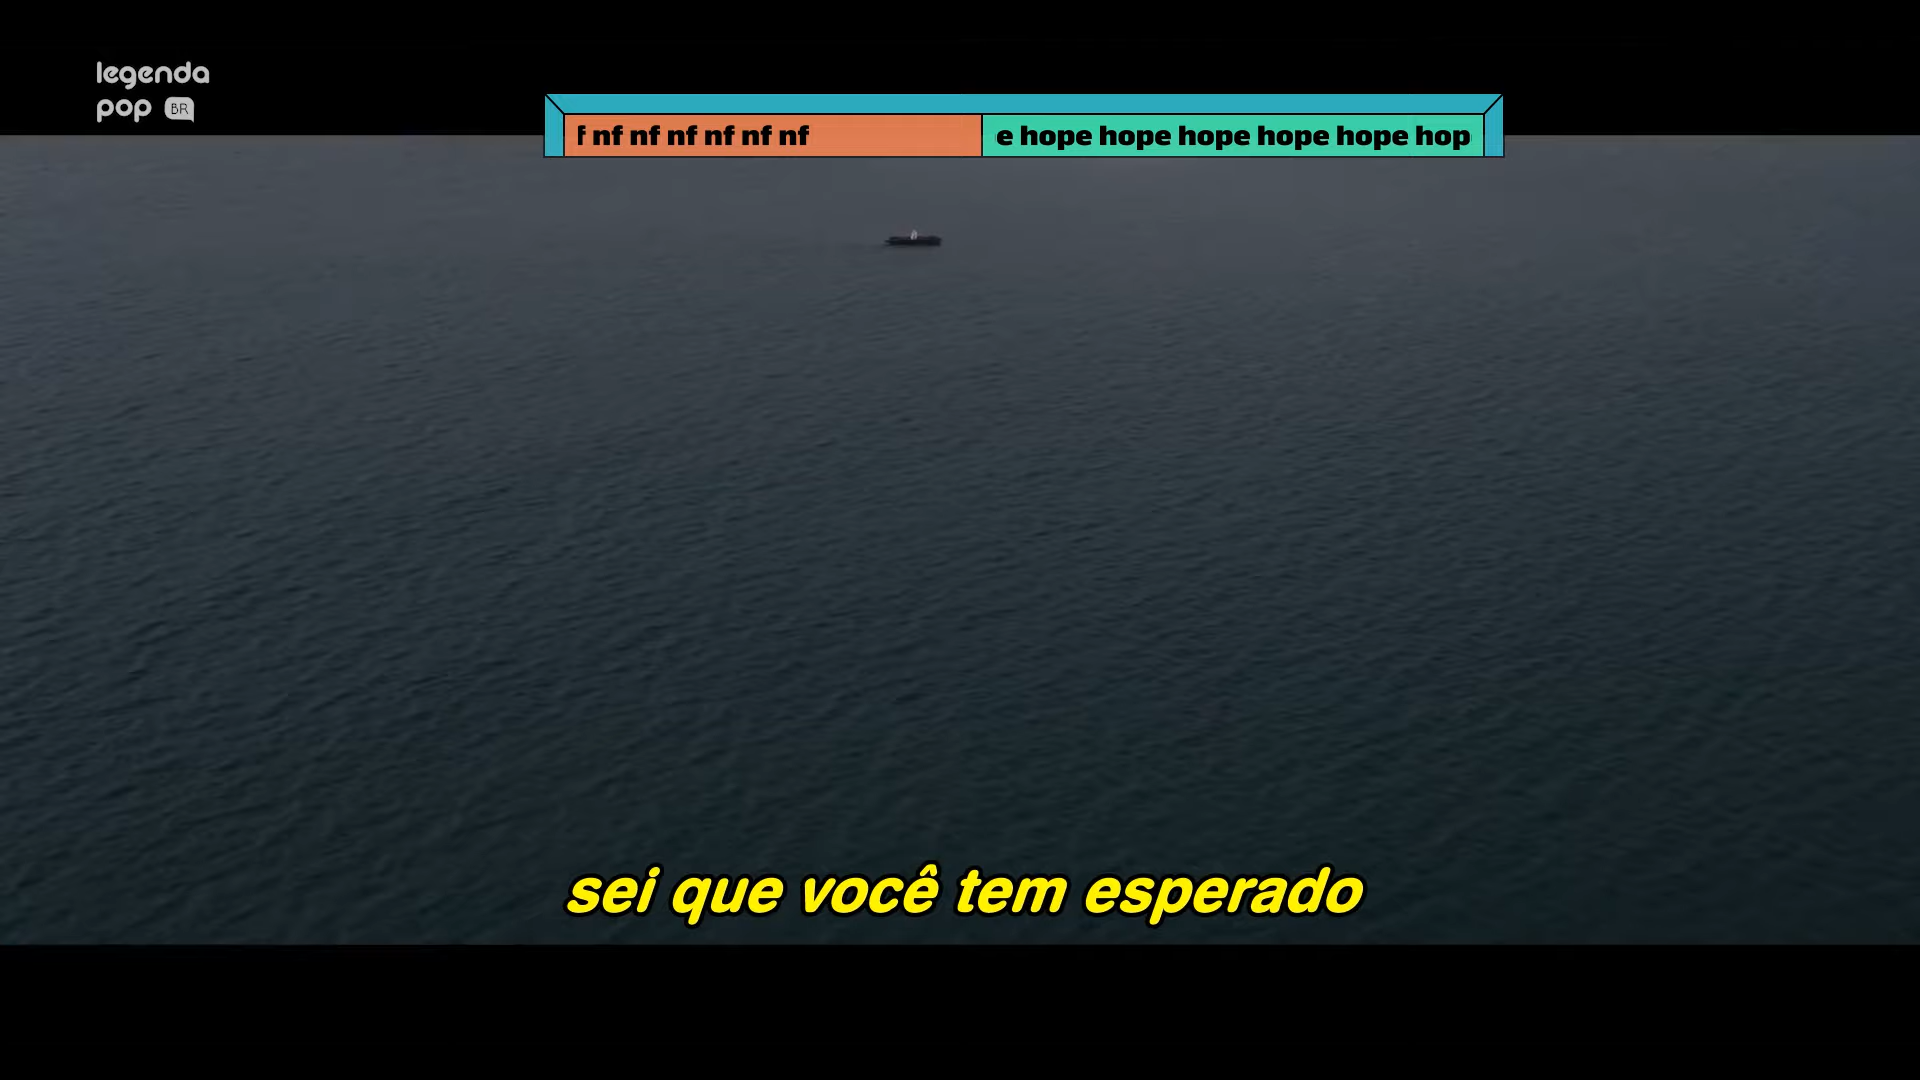 legenda
pop BR
f nf nf nf nf nf nf
e hope hope hope hope hope hop
sei que você tem esperado